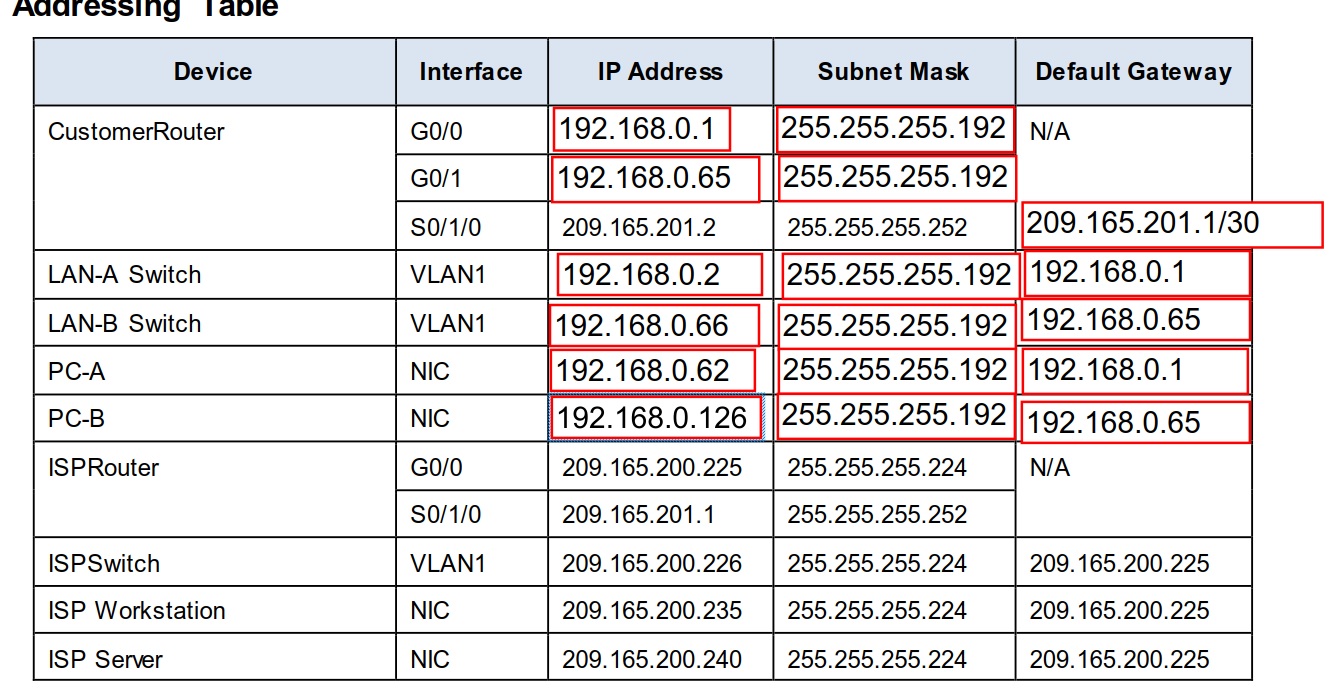 Addressing Table
Device Interface IP Address Subnet Mask Default Gateway
CustomerRouter G0/0 192.168.0.1 255.255.255.192 N/A
G0/1 192.168.0.65 255.255.255.192
S0/1/0 209.165.201.2 255.255.255.252 209.165.201.1/30
LAN-A Switch VLAN1 192.168.0.2 255.255.255.192 192.168.0.1
LAN-B Switch VLAN1 192.168.0.66 255.255.255.192 192.168.0.65
PC-A NIC 192.168.0.62 255.255.255.192 192.168.0.1
PC-B NIC 192.168.0.126 255.255.255.192 192.168.0.65
ISPRouter G0/0 209.165.200.225 255.255.255.224 N/A
S0/1/0 209.165.201.1 255.255.255.252
ISPSwitch VLAN1 209.165.200.226 255.255.255.224 209.165.200.225
ISP Workstation NIC 209.165.200.235 255.255.255.224 209.165.200.225
ISP Server NIC 209.165.200.240 255.255.255.224 209.165.200.225